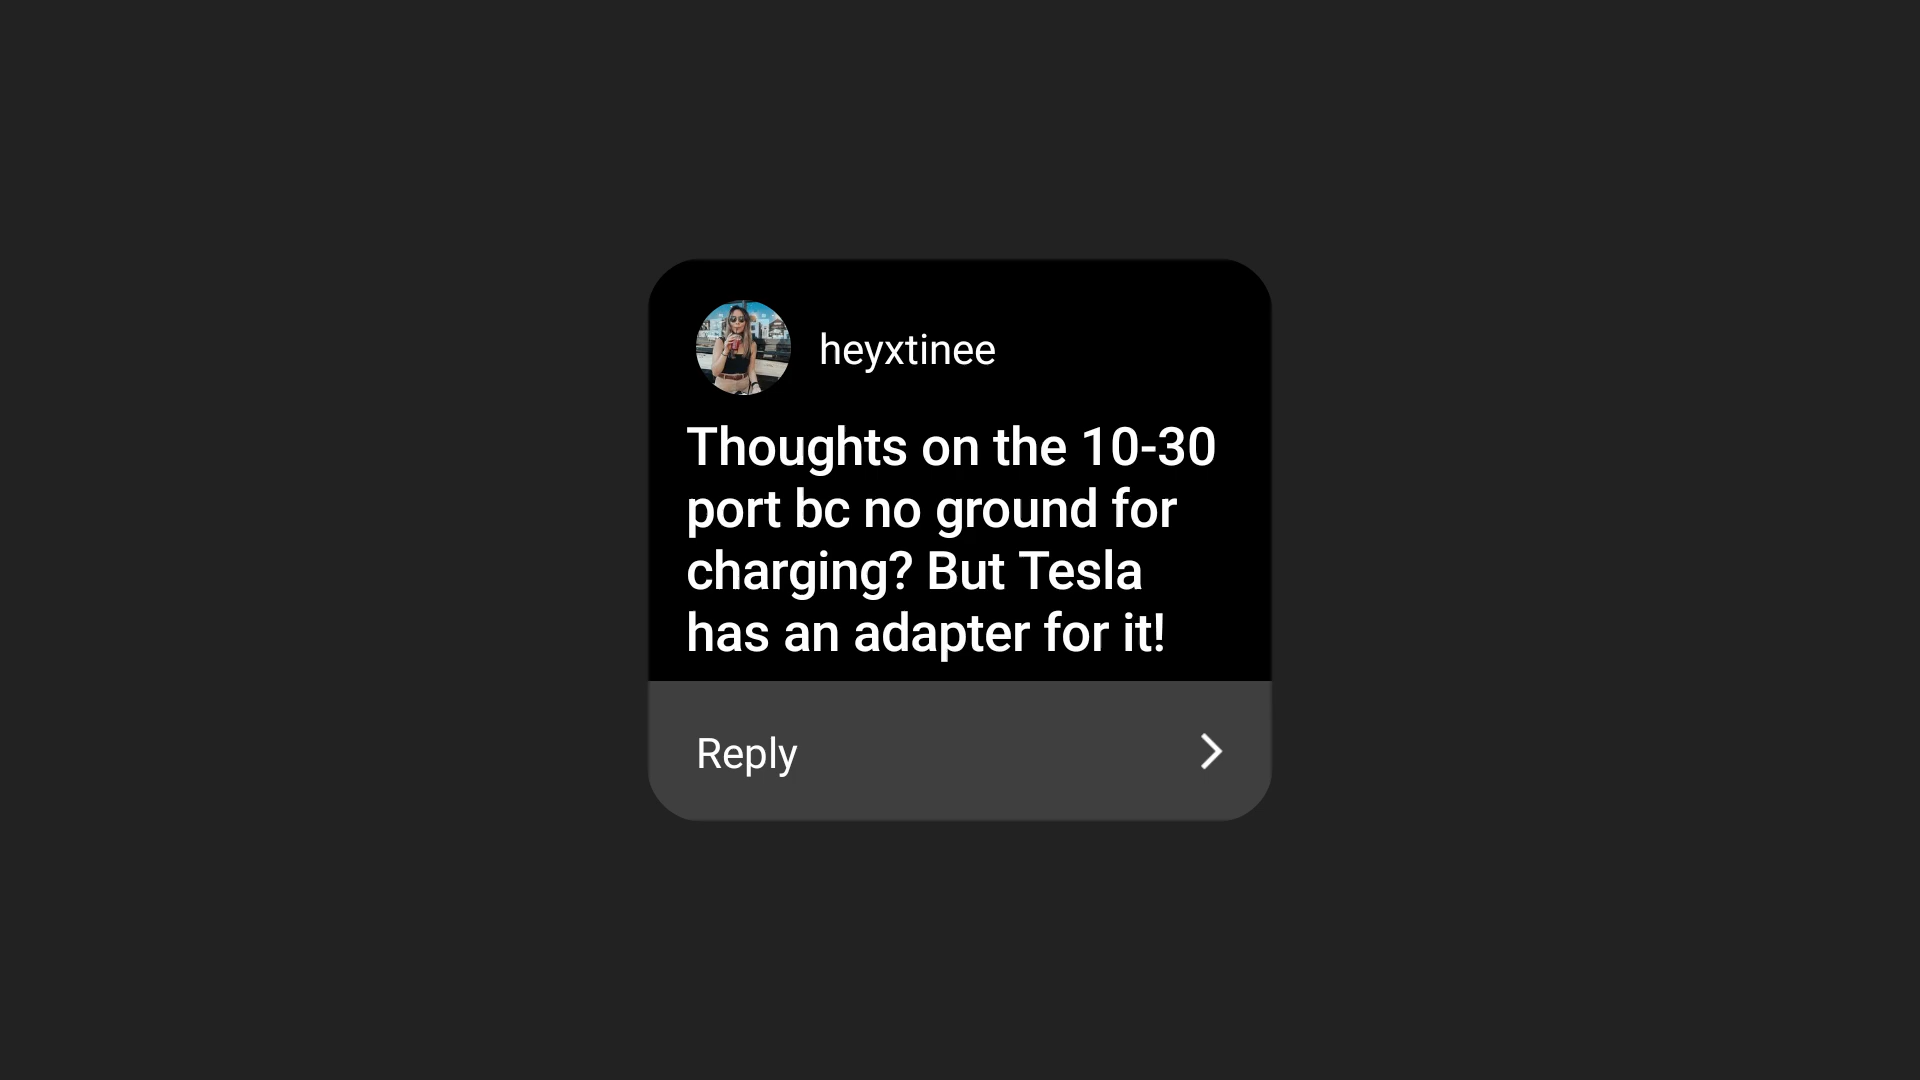 heyxtinee
Thoughts on the 10-30
port bc no ground for
charging? But Tesla
has an adapter for it!
Reply